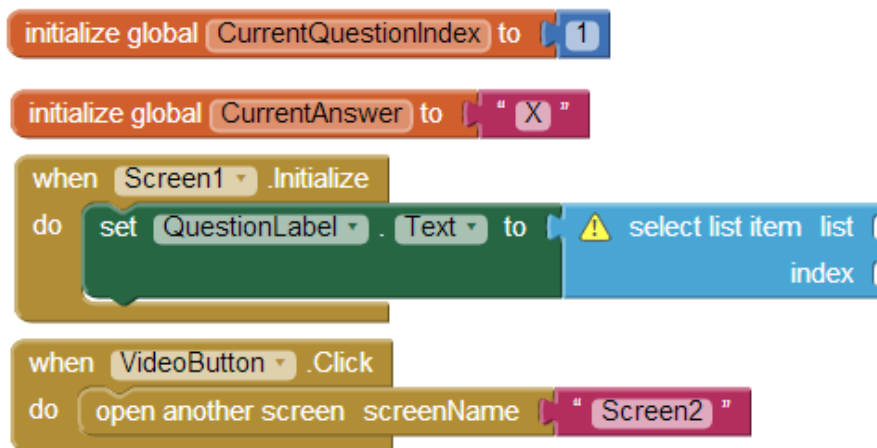 initialize global CurrentQuestionIndex to 1
initialize global CurrentAnswer to “ X ”
when Screen1 .Initialize
do set QuestionLabel . Text to select list item list
index
when VideoButton .Click
do open another screen screenName “ Screen2 ”